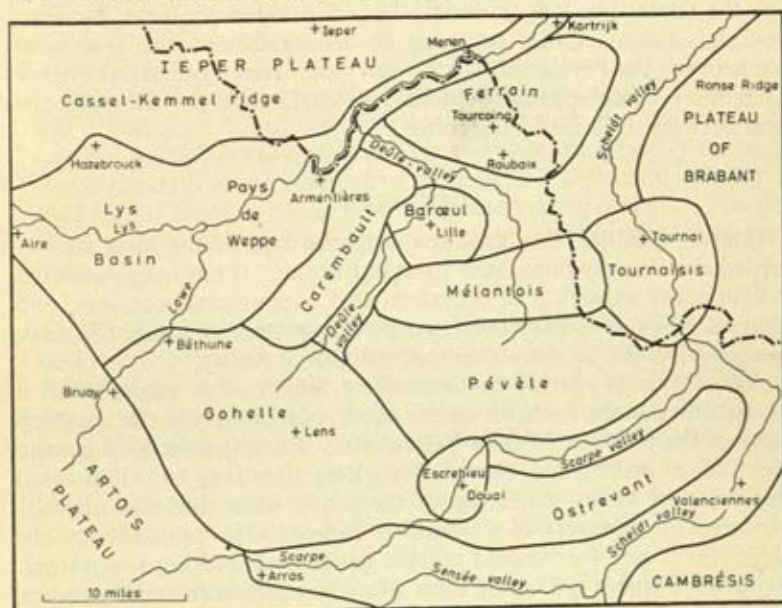 Ieper
Kortrijk
Menen
IEPER PLATEAU
Cassel-Kemmel ridge
Ferrain
Tourcoing
Roubaix
Scheldt valley
Ronse Ridge
PLATEAU
OF
BRABANT
Hazebrouck
Pays
de
Weppe
Armentières
Deûle-valley
Lys
Lys
Basin
Aire
Barœul
Lille
Carembault
Tournai
Tournaisis
Lawe
Deûle
valley
Mélantois
Béthune
Pévèle
Bruay
Gohelle
Lens
ARTOIS
PLATEAU
Escrebieu
Douai
Scarpe valley
Ostrevant
Valenciennes
Scheldt valley
Scarpe
Arras
Sensée valley
CAMBRÉSIS
10 miles